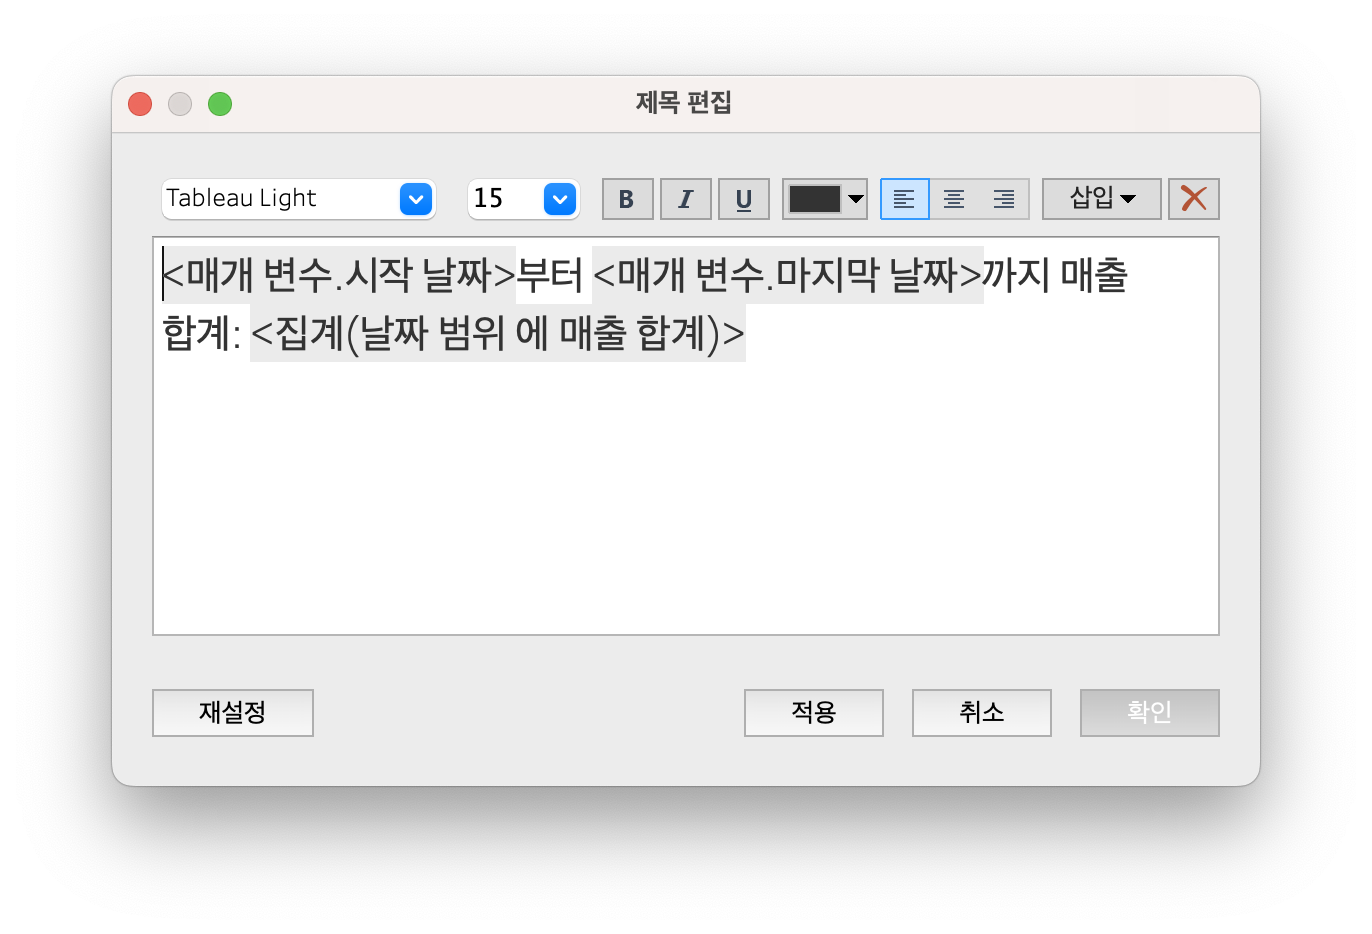 제목 편집
Tableau Light 15 B I U 삽입
<매개 변수.시작 날짜>부터 <매개 변수.마지막 날짜>까지 매출
합계: <집계(날짜 범위 에 매출 합계)>
재설정 적용 취소 확인